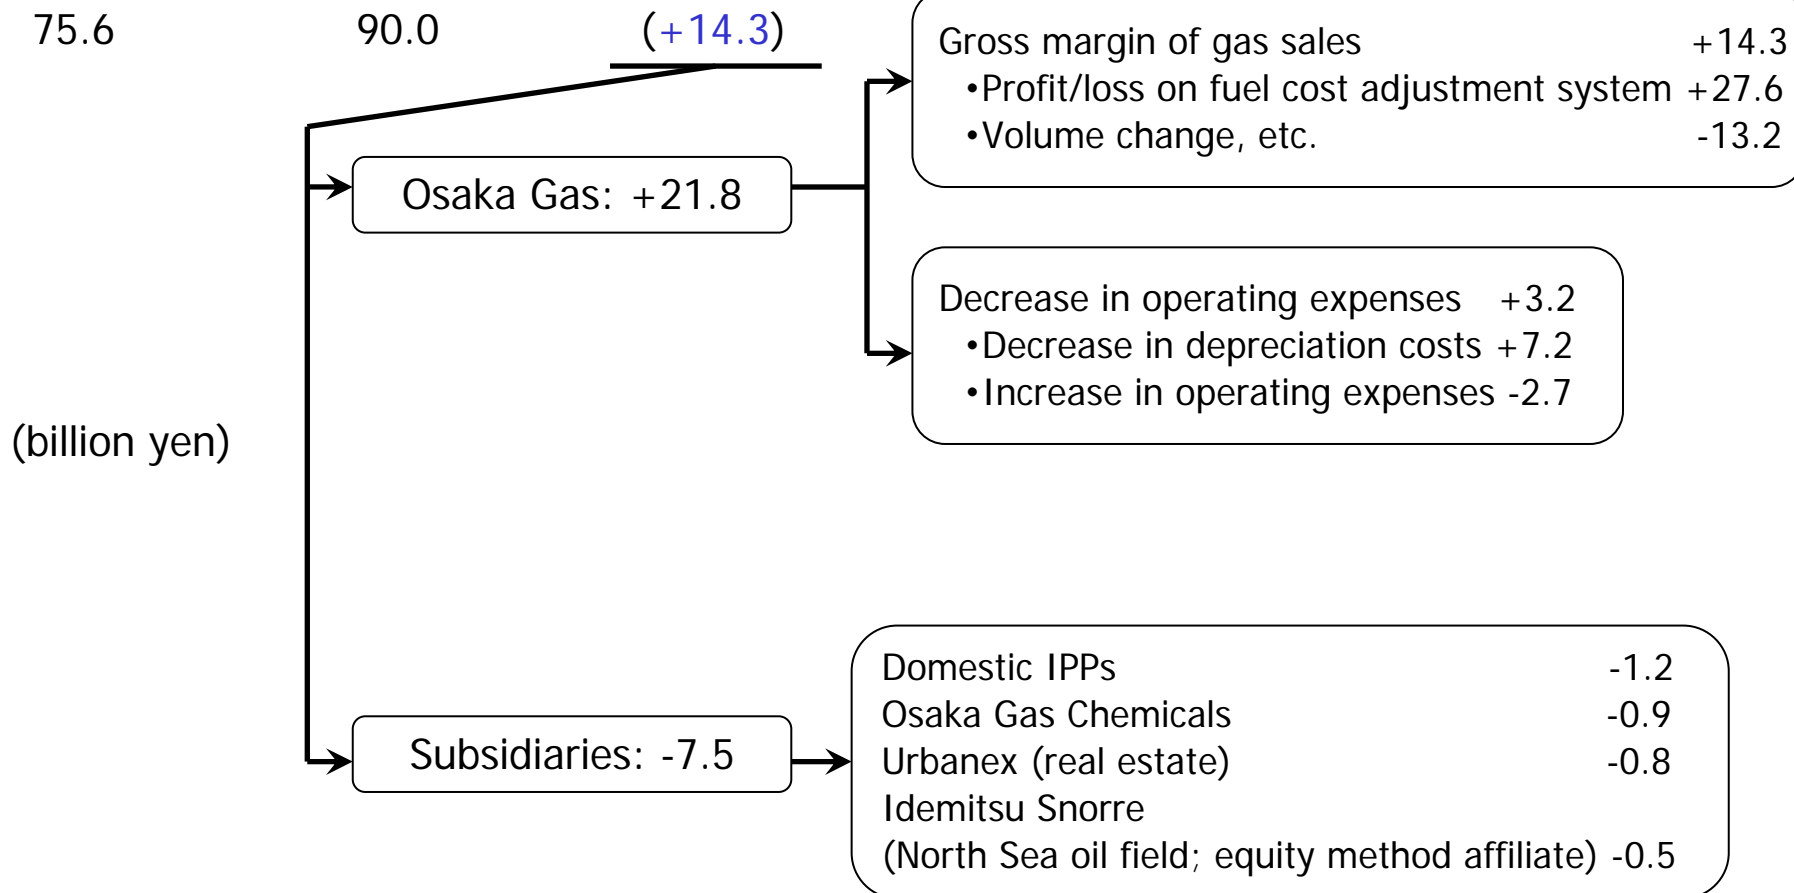 75.6 90.0 (+14.3)
Gross margin of gas sales +14.3
•Profit/loss on fuel cost adjustment system +27.6
•Volume change, etc. -13.2
Osaka Gas: +21.8
Decrease in operating expenses +3.2
•Decrease in depreciation costs +7.2
•Increase in operating expenses -2.7
(billion yen)
Subsidiaries: -7.5
Domestic IPPs -1.2
Osaka Gas Chemicals -0.9
Urbanex (real estate) -0.8
Idemitsu Snorre
(North Sea oil field; equity method affiliate) -0.5